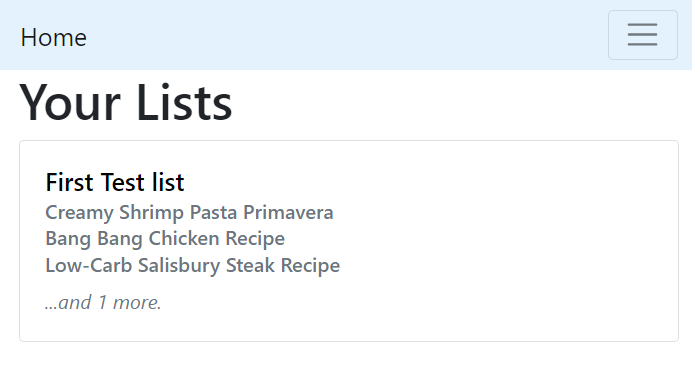 Home
Your Lists
First Test list
Creamy Shrimp Pasta Primavera
Bang Bang Chicken Recipe
Low-Carb Salisbury Steak Recipe
...and 1 more.